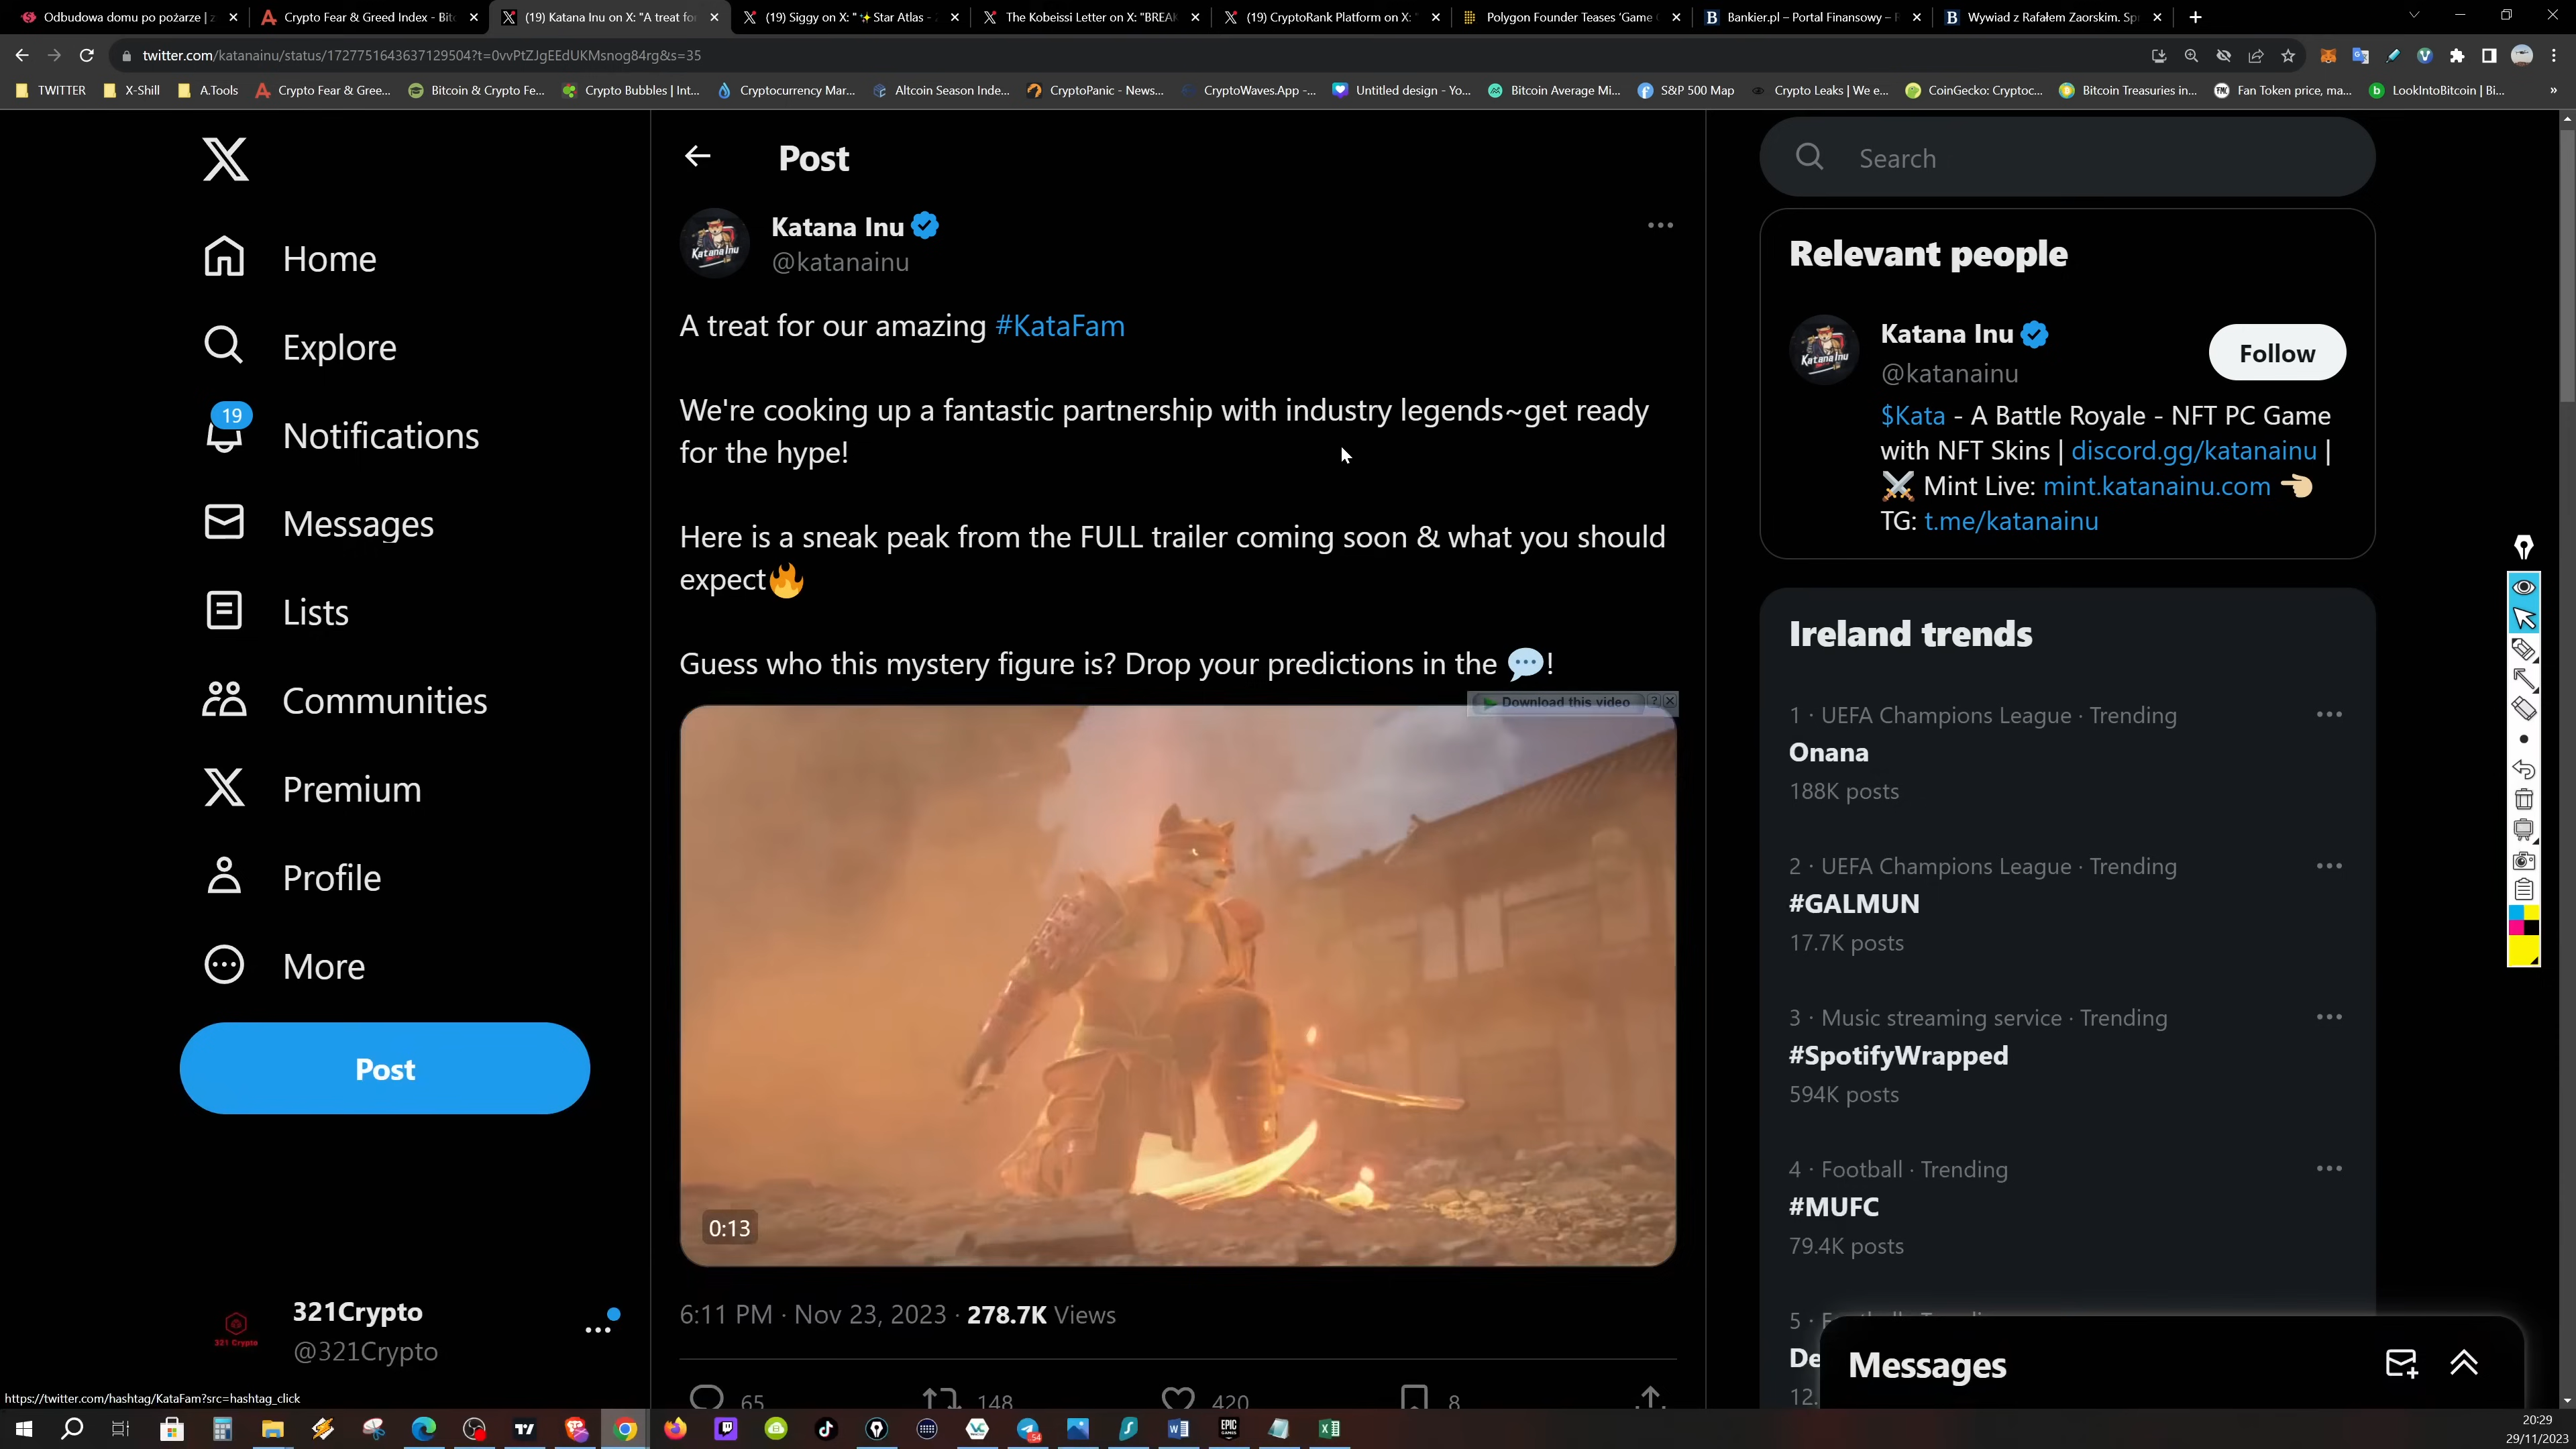 Odbudowa domu po pożarze | z
Crypto Fear & Greed Index - Bit
(19) Katana Inu on X: "A treat fo
(19) Siggy on X: "✨Star Atlas -
The Kobeissi Letter on X: "BREA
(19) CryptoRank Platform on X: "
Polygon Founder Teases 'Game
Bankier.pl – Portal Finansowy –
Wywiad z Rafałem Zaorskim. Sp
twitter.com/katanainu/status/1727751643637129504?t=0vvPtZJgEEdUKMsnog84rg&s=35
TWITTER
X-Shill
A.Tools
Crypto Fear & Gree...
Bitcoin & Crypto Fe...
Crypto Bubbles | Int...
Cryptocurrency Mar...
Altcoin Season Inde...
CryptoPanic - News...
CryptoWaves.App -...
Untitled design - Yo...
Bitcoin Average Mi...
S&P 500 Map
Crypto Leaks | We e...
CoinGecko: Cryptoc...
Bitcoin Treasuries in...
Fan Token price, ma...
LookIntoBitcoin | Bi...
Home
Explore
19
Notifications
Messages
Lists
Communities
Premium
Profile
More
Post
321Crypto
@321Crypto
https://twitter.com/hashtag/KataFam?src=hashtag_click
Post
Katana Inu
@katanainu
A treat for our amazing #KataFam
We're cooking up a fantastic partnership with industry legends~get ready
for the hype!
Here is a sneak peak from the FULL trailer coming soon & what you should
expect🔥
Guess who this mystery figure is? Drop your predictions in the 💬!
Download this video
0:13
6:11 PM · Nov 23, 2023 · 278.7K Views
65
148
420
8
Search
Relevant people
Katana Inu
@katanainu
Follow
$Kata - A Battle Royale - NFT PC Game
with NFT Skins | discord.gg/katanainu |
⚔️ Mint Live: mint.katanainu.com 👈
TG: t.me/katanainu
Ireland trends
1 · UEFA Champions League · Trending
Onana
188K posts
2 · UEFA Champions League · Trending
#GALMUN
17.7K posts
3 · Music streaming service · Trending
#SpotifyWrapped
594K posts
4 · Football · Trending
#MUFC
79.4K posts
5 ·
De
12.
Messages
20:29
29/11/2023